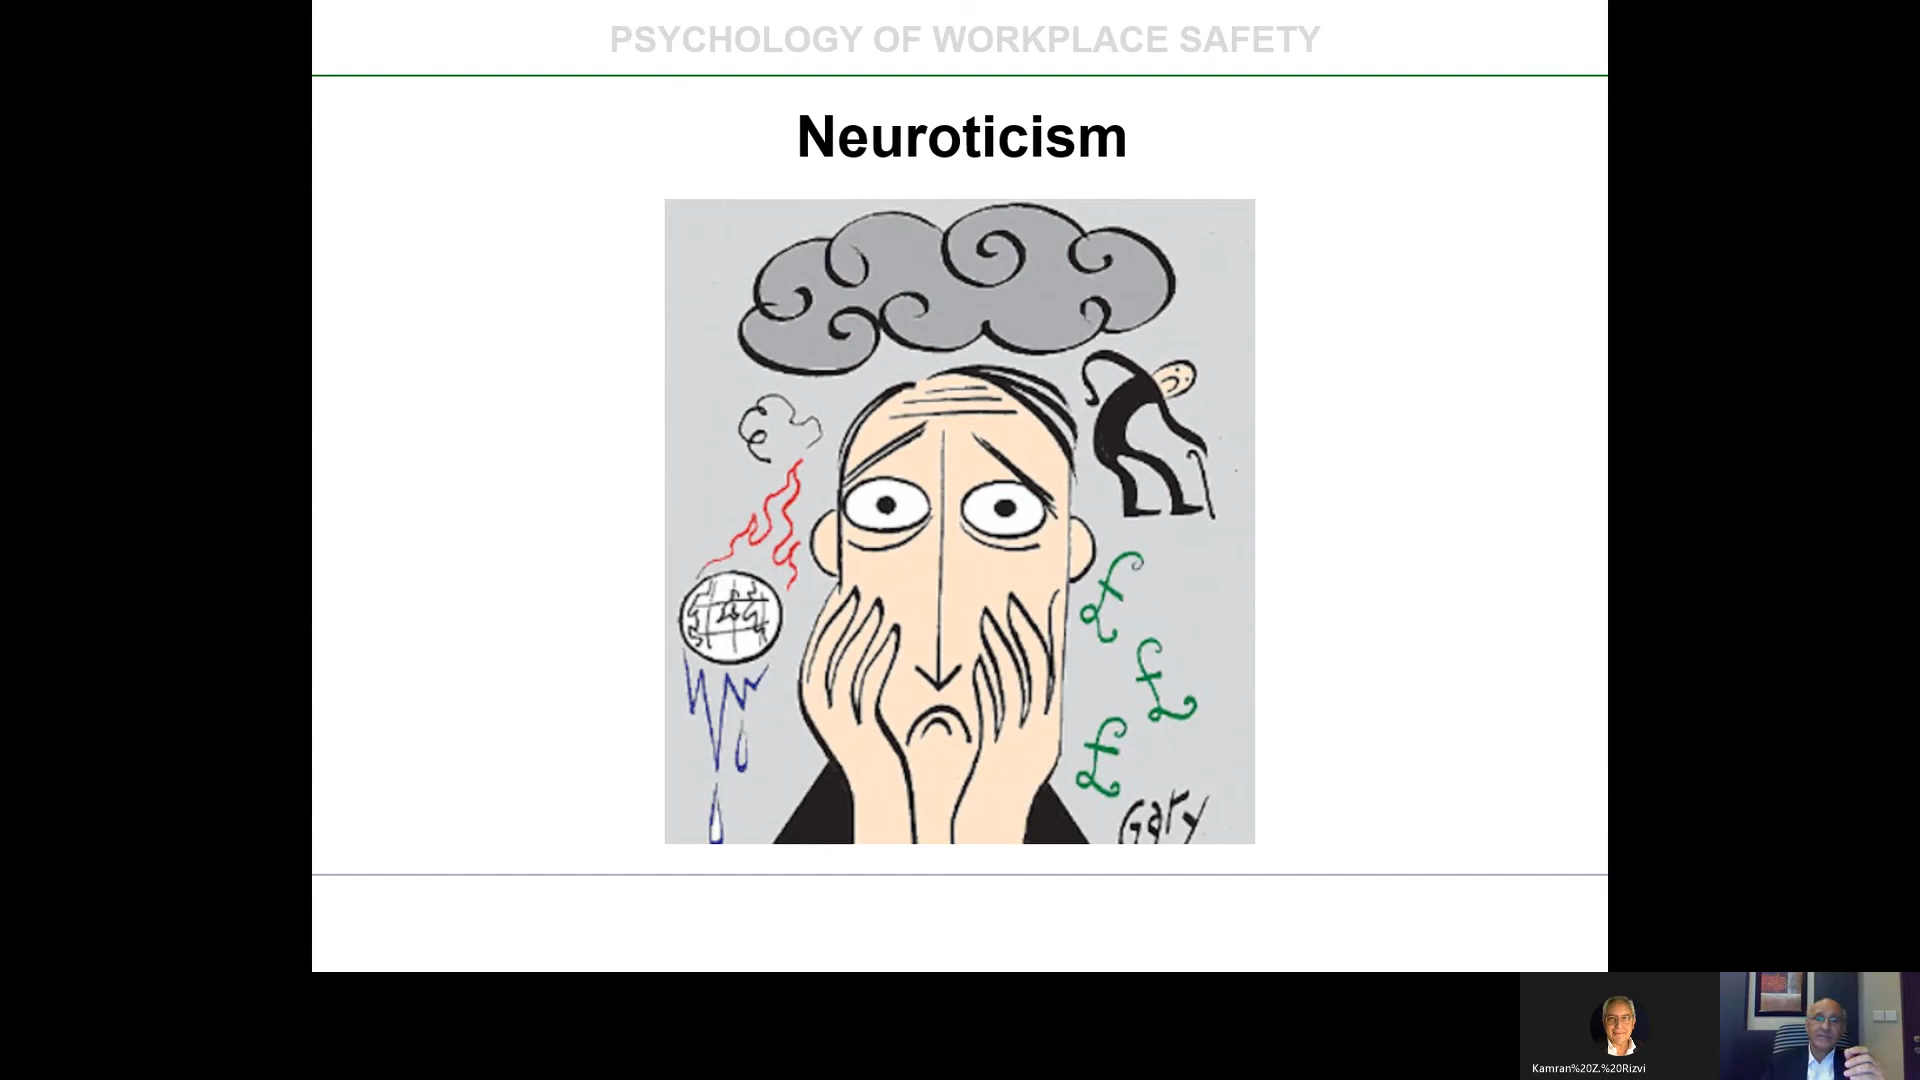 PSYCHOLOGY OF WORKPLACE SAFETY
Neuroticism
£
£
£
Gary
Kamran%20Z.%20Rizvi